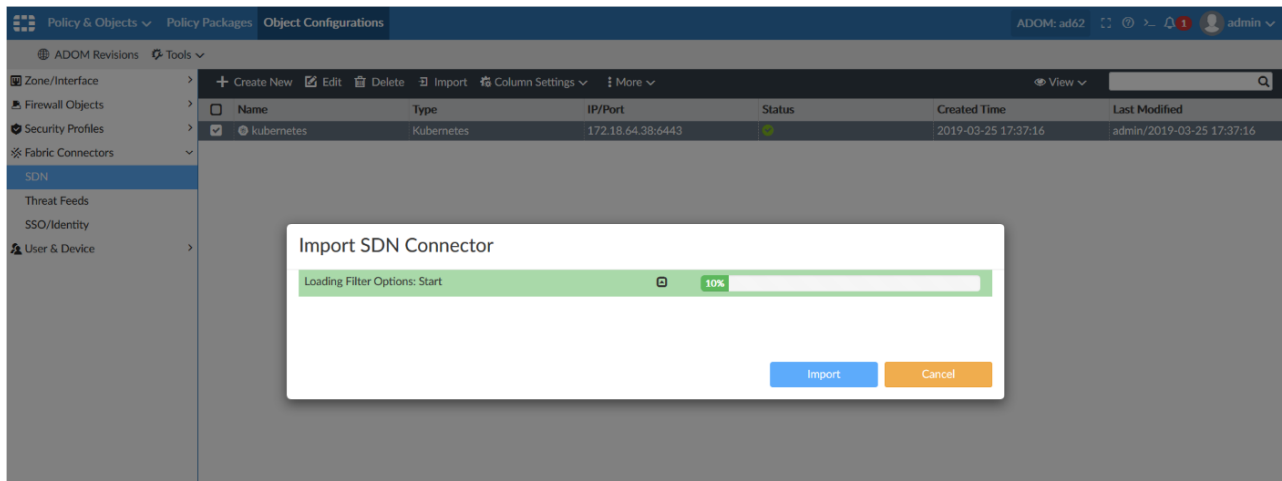 Policy & Objects Policy Packages Object Configurations ADOM: ad62 1 admin
ADOM Revisions Tools
Zone/Interface
+ Create New Edit Delete Import Column Settings More View
Firewall Objects
Name Type IP/Port Status Created Time Last Modified
Security Profiles
kubernetes Kubernetes 172.18.64.38:6443 2019-03-25 17:37:16 admin/2019-03-25 17:37:16
Fabric Connectors
SDN
Threat Feeds
SSO/Identity
User & Device
Import SDN Connector
Loading Filter Options: Start 10%
Import Cancel